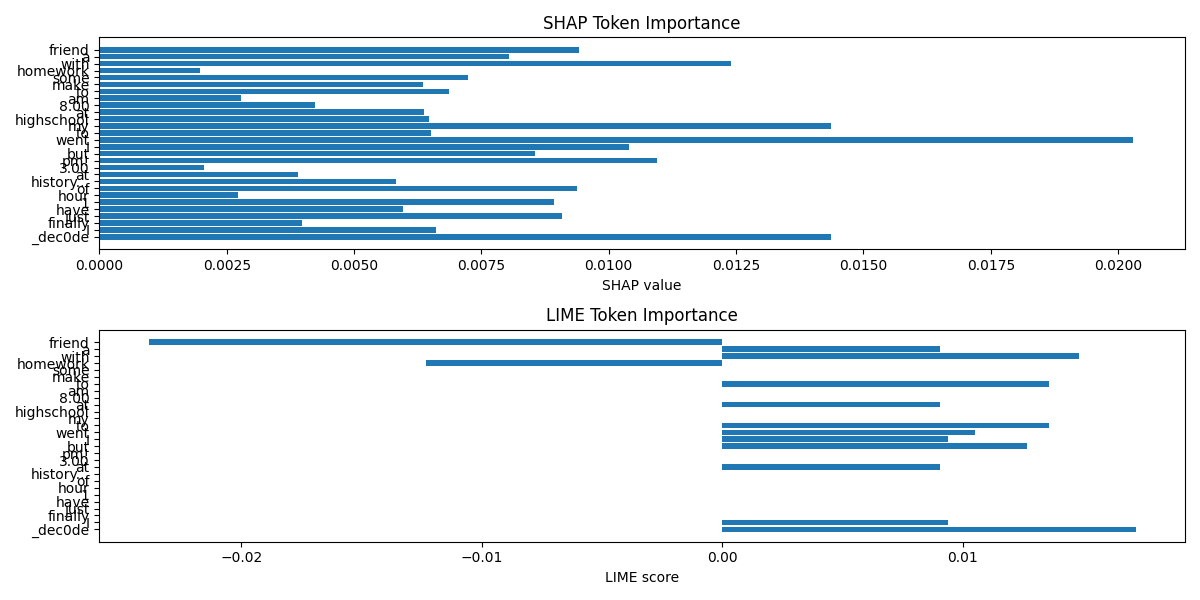 SHAP Token Importance
friend
a
with
homework
some
make
to
am
8.00
at
highschool
my
to
went
I
but
pm
3.00
at
history
of
hour
1
have
just
finally
I
_dec0de
0.0000 0.0025 0.0050 0.0075 0.0100 0.0125 0.0150 0.0175 0.0200
SHAP value
LIME Token Importance
friend
a
with
homework
some
make
to
am
8.00
at
highschool
my
to
went
I
but
pm
3.00
at
history
of
hour
1
have
just
finally
I
_dec0de
−0.02 −0.01 0.00 0.01
LIME score